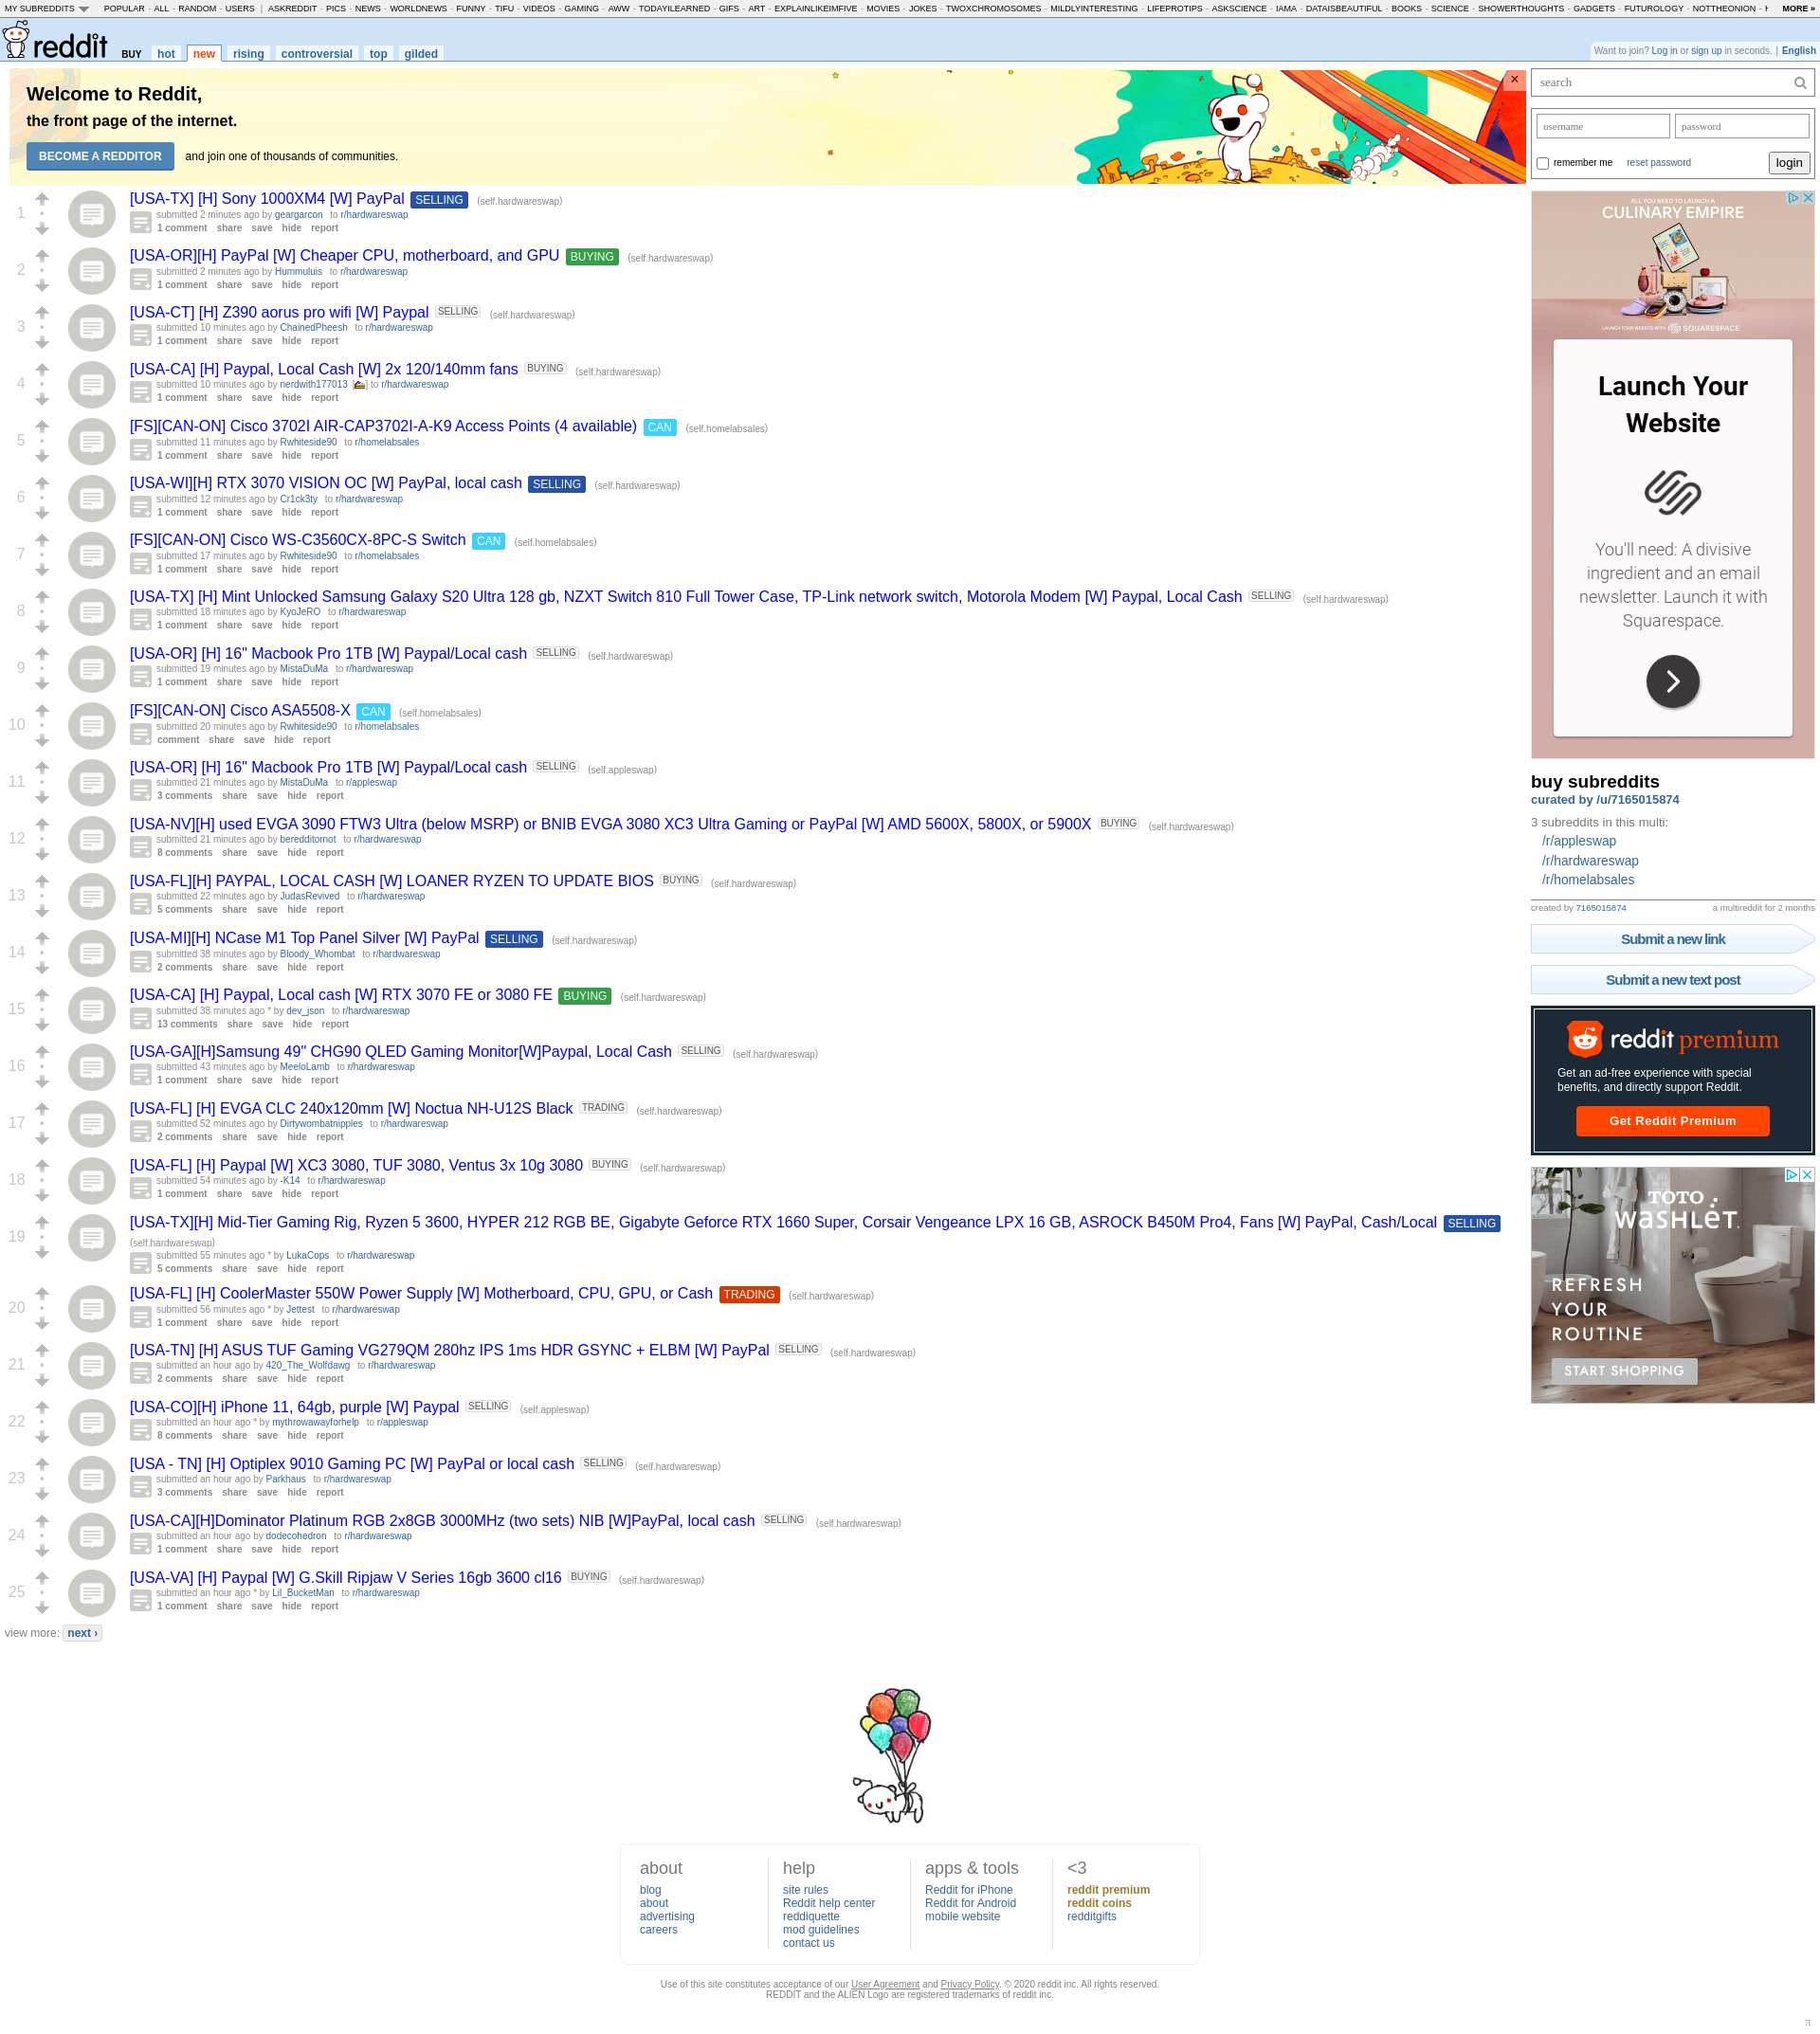 MY SUBREDDITS POPULAR - ALL - RANDOM - USERS | ASKREDDIT - PICS - NEWS - WORLDNEWS - FUNNY - TIFU - VIDEOS - GAMING - AWW - TODAYILEARNED - GIFS - ART - EXPLAINLIKEIMFIVE - MOVIES - JOKES - TWOXCHROMOSOMES - MILDLYINTERESTING - LIFEPROTIPS - ASKSCIENCE - IAMA - DATAISBEAUTIFUL - BOOKS - SCIENCE - SHOWERTHOUGHTS - GADGETS - FUTUROLOGY - NOTTHEONION - MORE »
reddit BUY hot new rising controversial top gilded
Want to join? Log in or sign up in seconds. | English
Welcome to Reddit,
the front page of the internet.
BECOME A REDDITOR and join one of thousands of communities.
1
[USA-TX] [H] Sony 1000XM4 [W] PayPal SELLING (self.hardwareswap)
submitted 2 minutes ago by geargarcon to r/hardwareswap
1 comment share save hide report
2
[USA-OR][H] PayPal [W] Cheaper CPU, motherboard, and GPU BUYING (self.hardwareswap)
submitted 2 minutes ago by Hummuluis to r/hardwareswap
1 comment share save hide report
3
[USA-CT] [H] Z390 aorus pro wifi [W] Paypal SELLING (self.hardwareswap)
submitted 10 minutes ago by ChainedPheesh to r/hardwareswap
1 comment share save hide report
4
[USA-CA] [H] Paypal, Local Cash [W] 2x 120/140mm fans BUYING (self.hardwareswap)
submitted 10 minutes ago by nerdwith177013 [] to r/hardwareswap
1 comment share save hide report
5
[FS][CAN-ON] Cisco 3702I AIR-CAP3702I-A-K9 Access Points (4 available) CAN (self.homelabsales)
submitted 11 minutes ago by Rwhiteside90 to r/homelabsales
1 comment share save hide report
6
[USA-WI][H] RTX 3070 VISION OC [W] PayPal, local cash SELLING (self.hardwareswap)
submitted 12 minutes ago by Cr1ck3ty to r/hardwareswap
1 comment share save hide report
7
[FS][CAN-ON] Cisco WS-C3560CX-8PC-S Switch CAN (self.homelabsales)
submitted 17 minutes ago by Rwhiteside90 to r/homelabsales
1 comment share save hide report
8
[USA-TX] [H] Mint Unlocked Samsung Galaxy S20 Ultra 128 gb, NZXT Switch 810 Full Tower Case, TP-Link network switch, Motorola Modem [W] Paypal, Local Cash SELLING (self.hardwareswap)
submitted 18 minutes ago by KyoJeRO to r/hardwareswap
1 comment share save hide report
9
[USA-OR] [H] 16" Macbook Pro 1TB [W] Paypal/Local cash SELLING (self.hardwareswap)
submitted 19 minutes ago by MistaDuMa to r/hardwareswap
1 comment share save hide report
10
[FS][CAN-ON] Cisco ASA5508-X CAN (self.homelabsales)
submitted 20 minutes ago by Rwhiteside90 to r/homelabsales
comment share save hide report
11
[USA-OR] [H] 16" Macbook Pro 1TB [W] Paypal/Local cash SELLING (self.appleswap)
submitted 21 minutes ago by MistaDuMa to r/appleswap
3 comments share save hide report
12
[USA-NV][H] used EVGA 3090 FTW3 Ultra (below MSRP) or BNIB EVGA 3080 XC3 Ultra Gaming or PayPal [W] AMD 5600X, 5800X, or 5900X BUYING (self.hardwareswap)
submitted 21 minutes ago by beredditornot to r/hardwareswap
8 comments share save hide report
13
[USA-FL][H] PAYPAL, LOCAL CASH [W] LOANER RYZEN TO UPDATE BIOS BUYING (self.hardwareswap)
submitted 22 minutes ago by JudasRevived to r/hardwareswap
5 comments share save hide report
14
[USA-MI][H] NCase M1 Top Panel Silver [W] PayPal SELLING (self.hardwareswap)
submitted 38 minutes ago by Bloody_Whombat to r/hardwareswap
2 comments share save hide report
15
[USA-CA] [H] Paypal, Local cash [W] RTX 3070 FE or 3080 FE BUYING (self.hardwareswap)
submitted 38 minutes ago * by dev_json to r/hardwareswap
13 comments share save hide report
16
[USA-GA][H]Samsung 49" CHG90 QLED Gaming Monitor[W]Paypal, Local Cash SELLING (self.hardwareswap)
submitted 43 minutes ago by MeeloLamb to r/hardwareswap
1 comment share save hide report
17
[USA-FL] [H] EVGA CLC 240x120mm [W] Noctua NH-U12S Black TRADING (self.hardwareswap)
submitted 52 minutes ago by Dirtywombatnipples to r/hardwareswap
2 comments share save hide report
18
[USA-FL] [H] Paypal [W] XC3 3080, TUF 3080, Ventus 3x 10g 3080 BUYING (self.hardwareswap)
submitted 54 minutes ago by -K14 to r/hardwareswap
1 comment share save hide report
19
[USA-TX][H] Mid-Tier Gaming Rig, Ryzen 5 3600, HYPER 212 RGB BE, Gigabyte Geforce RTX 1660 Super, Corsair Vengeance LPX 16 GB, ASROCK B450M Pro4, Fans [W] PayPal, Cash/Local SELLING
(self.hardwareswap)
submitted 55 minutes ago * by LukaCops to r/hardwareswap
5 comments share save hide report
20
[USA-FL] [H] CoolerMaster 550W Power Supply [W] Motherboard, CPU, GPU, or Cash TRADING (self.hardwareswap)
submitted 56 minutes ago * by Jettest to r/hardwareswap
1 comment share save hide report
21
[USA-TN] [H] ASUS TUF Gaming VG279QM 280hz IPS 1ms HDR GSYNC + ELBM [W] PayPal SELLING (self.hardwareswap)
submitted an hour ago by 420_The_Wolfdawg to r/hardwareswap
2 comments share save hide report
22
[USA-CO][H] iPhone 11, 64gb, purple [W] Paypal SELLING (self.appleswap)
submitted an hour ago * by mythrowawayforhelp to r/appleswap
8 comments share save hide report
23
[USA - TN] [H] Optiplex 9010 Gaming PC [W] PayPal or local cash SELLING (self.hardwareswap)
submitted an hour ago by Parkhaus to r/hardwareswap
3 comments share save hide report
24
[USA-CA][H]Dominator Platinum RGB 2x8GB 3000MHz (two sets) NIB [W]PayPal, local cash SELLING (self.hardwareswap)
submitted an hour ago by dodecohedron to r/hardwareswap
1 comment share save hide report
25
[USA-VA] [H] Paypal [W] G.Skill Ripjaw V Series 16gb 3600 cl16 BUYING (self.hardwareswap)
submitted an hour ago * by Lil_BucketMan to r/hardwareswap
1 comment share save hide report
view more: next ›
search
username password
remember me reset password login
ALL YOU NEED TO LAUNCH A
CULINARY EMPIRE
LAUNCH YOUR WEBSITE WITH SQUARESPACE
Launch Your
Website
You'll need: A divisive
ingredient and an email
newsletter. Launch it with
Squarespace.
buy subreddits
curated by /u/7165015874
3 subreddits in this multi:
/r/appleswap
/r/hardwareswap
/r/homelabsales
created by 7165015874 a multireddit for 2 months
Submit a new link
Submit a new text post
reddit premium
Get an ad-free experience with special
benefits, and directly support Reddit.
Get Reddit Premium
TOTO
WASHLET.
REFRESH
YOUR
ROUTINE
START SHOPPING
about help apps & tools <3
blog site rules Reddit for iPhone reddit premium
about Reddit help center Reddit for Android reddit coins
advertising reddiquette mobile website redditgifts
careers mod guidelines
contact us
Use of this site constitutes acceptance of our User Agreement and Privacy Policy. © 2020 reddit inc. All rights reserved.
REDDIT and the ALIEN Logo are registered trademarks of reddit inc.
π